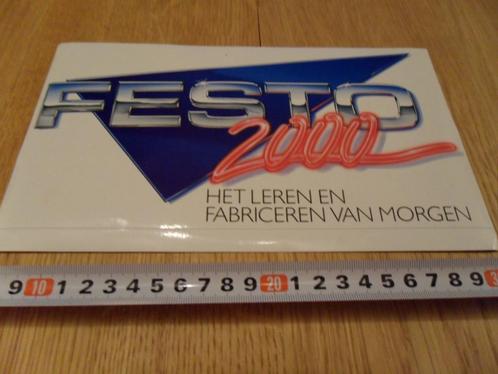 FESTO
2000
HET LEREN EN
FABRICEREN VAN MORGEN
9 10 1 2 3 4 5 6 7 8 9 20 1 2 3 4 5 6 7 8 9 3